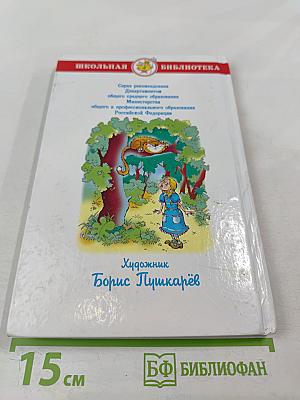 ШКОЛЬНАЯ БИБЛИОТЕКА
Серия рекомендована
Департаментом
общего среднего образования
Министерства
общего и профессионального образования
Российской Федерации
Художник
Борис Пушкарёв
15 см
БФ БИБЛИОФАН